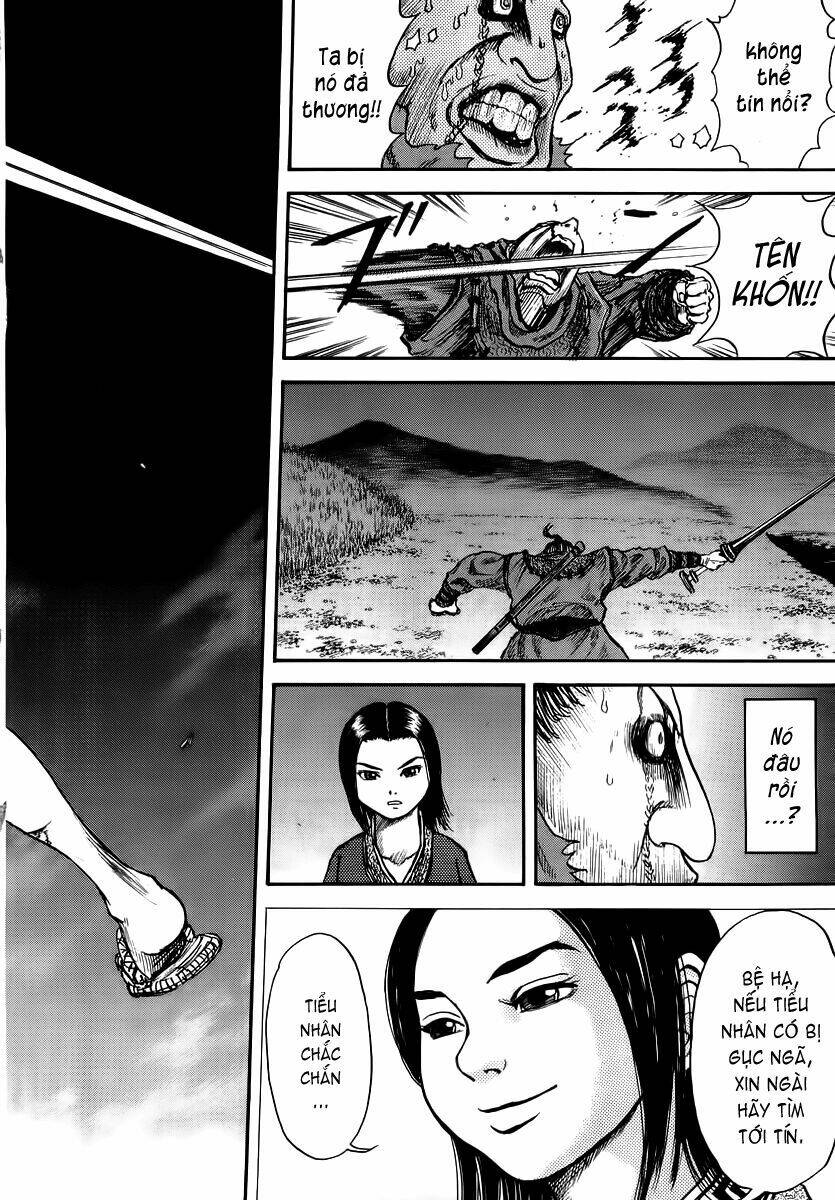 không
thể
tin nổi?
Ta bị
nó đả
thương!!
TÊN
KHỐN!!
Nó
đâu
rồi
...?
BỆ HẠ,
NẾU TIỂU
NHÂN CÓ BỊ
GỤC NGÃ,
XIN NGÀI
HÃY TÌM
TỚI TÍN.
TIỂU
NHÂN
CHẮC
CHẮN
...